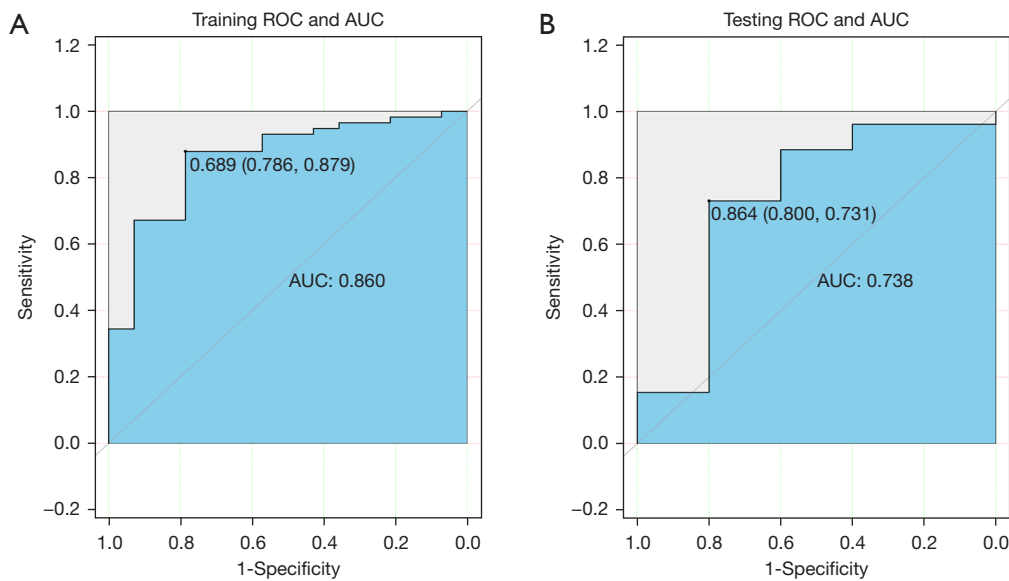 A
Training ROC and AUC
1.2
1.0
0.8
0.6
0.4
0.2
0.0
−0.2
Sensitivity
0.689 (0.786, 0.879)
AUC: 0.860
1.0 0.8 0.6 0.4 0.2 0.0
1-Specificity
B
Testing ROC and AUC
1.2
1.0
0.8
0.6
0.4
0.2
0.0
−0.2
Sensitivity
0.864 (0.800, 0.731)
AUC: 0.738
1.0 0.8 0.6 0.4 0.2 0.0
1-Specificity